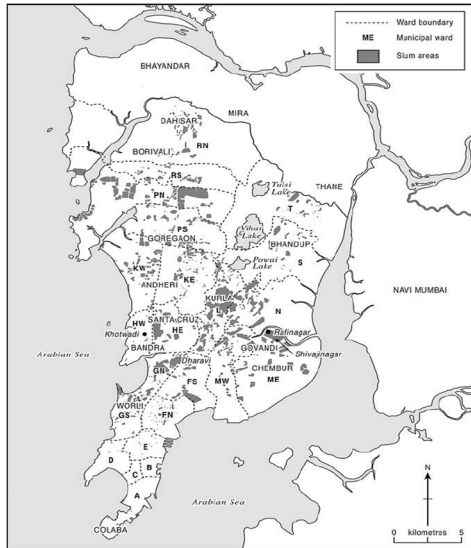 Ward boundary
ME Municipal ward
Slum areas
BHAYANDAR
MIRA
DAHISAR
RN
BORIVALI
RS
THANE
Tulsi
Lake
PN
T
PS
Vihar
Lake
GOREGAON
BHANDUP
Powai
Lake
S
KW
KE
ANDHERI
NAVI MUMBAI
KURLA
L
N
HW
SANTA CRUZ
HE
Khotwadi
Rafinagar
Arabian Sea
BANDRA
Dharavi
GOVANDI
Shivajinagar
GN
CHEMBUR
FS
MW
ME
WORLI
GS
FN
E
D
B
C
A
N
Arabian Sea
COLABA
0 kilometres 5